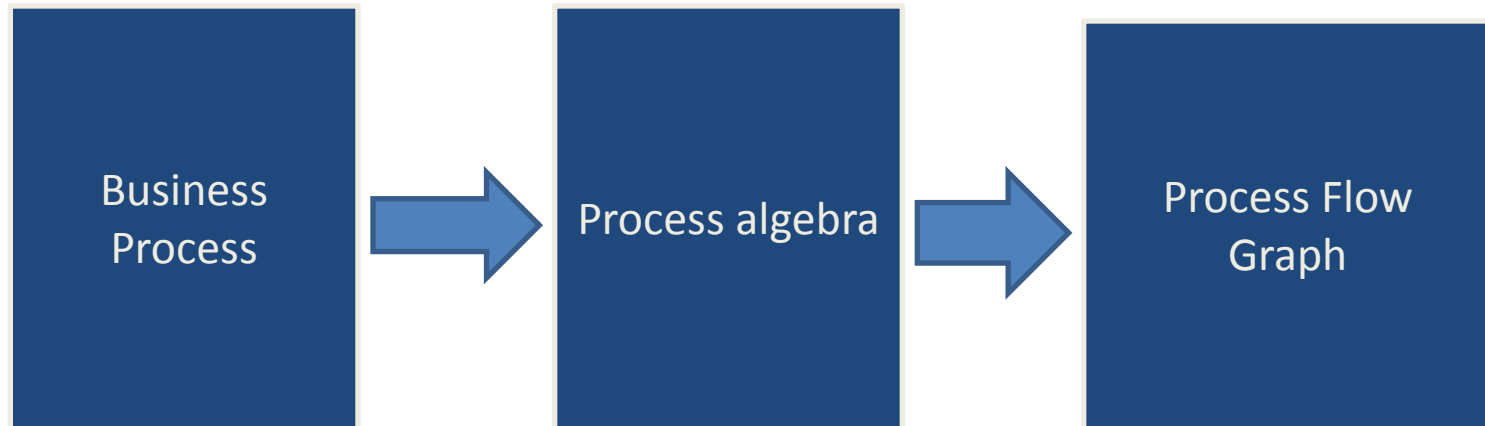 Business
Process
Process algebra
Process Flow
Graph